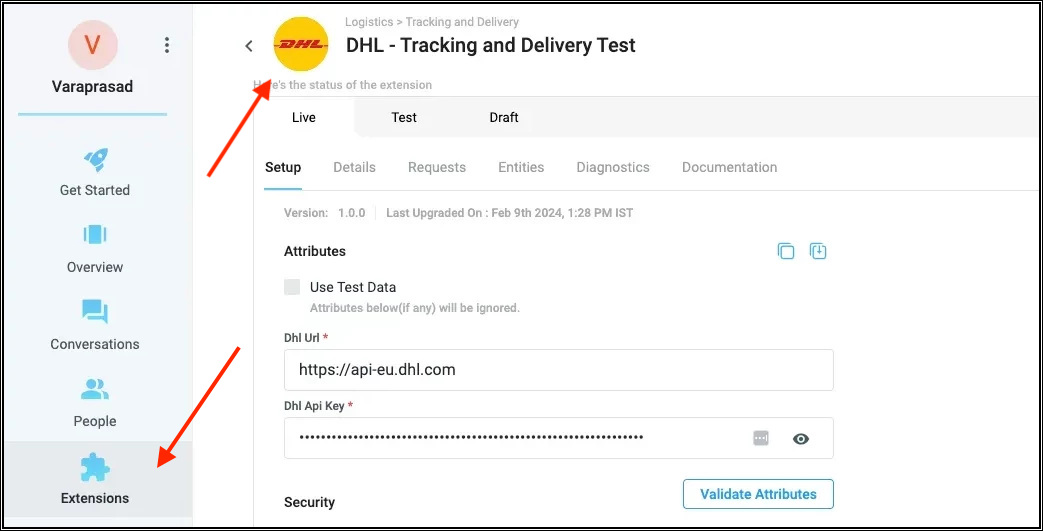 V
Varaprasad
Get Started
Overview
Conversations
People
Extensions
DHL
Logistics > Tracking and Delivery
DHL - Tracking and Delivery Test
Here's the status of the extension
Live Test Draft
Setup Details Requests Entities Diagnostics Documentation
Version: 1.0.0 Last Upgraded On : Feb 9th 2024, 1:28 PM IST
Attributes
Use Test Data
Attributes below(if any) will be ignored.
Dhl Url *
https://api-eu.dhl.com
Dhl Api Key *
••••••••••••••••••••••••••••••••••••••••••••••••••••••••••••••••
Security
Validate Attributes